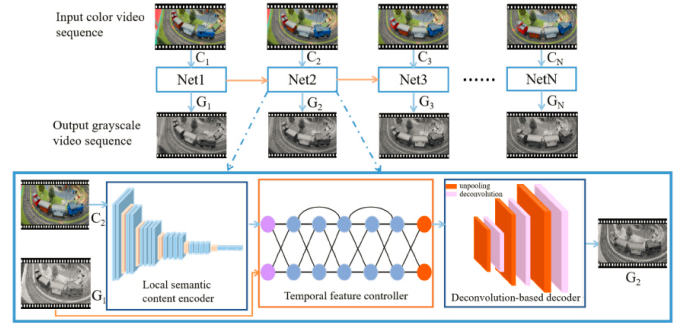 Input color video
sequence
C1
C2
C3
CN
Net1
Net2
Net3
......
NetN
G1
G2
G3
GN
Output grayscale
video sequence
C2
G1
Local semantic
content encoder
Temporal feature controller
unpooling
deconvolution
Deconvolution-based decoder
G2